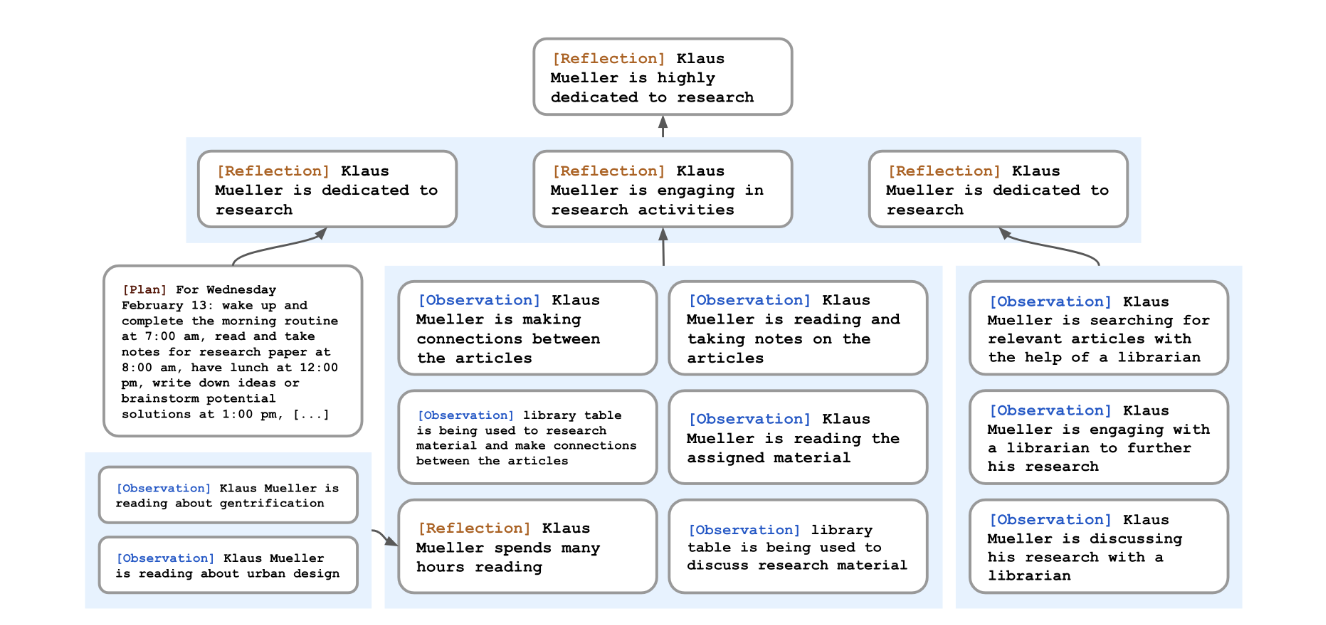 [Reflection] Klaus
Mueller is highly
dedicated to research
[Reflection] Klaus
Mueller is dedicated to
research
[Reflection] Klaus
Mueller is engaging in
research activities
[Reflection] Klaus
Mueller is dedicated to
research
[Plan] For Wednesday
February 13: wake up and
complete the morning routine
at 7:00 am, read and take
notes for research paper at
8:00 am, have lunch at 12:00
pm, write down ideas or
brainstorm potential
solutions at 1:00 pm, [...]
[Observation] Klaus Mueller is
reading about gentrification
[Observation] Klaus Mueller
is reading about urban design
[Observation] Klaus
Mueller is making
connections between
the articles
[Observation] Klaus
Mueller is reading and
taking notes on the
articles
[Observation] library table
is being used to research
material and make connections
between the articles
[Observation] Klaus
Mueller is reading the
assigned material
[Reflection] Klaus
Mueller spends many
hours reading
[Observation] library
table is being used to
discuss research material
[Observation] Klaus
Mueller is searching for
relevant articles with
the help of a librarian
[Observation] Klaus
Mueller is engaging with
a librarian to further
his research
[Observation] Klaus
Mueller is discussing
his research with a
librarian